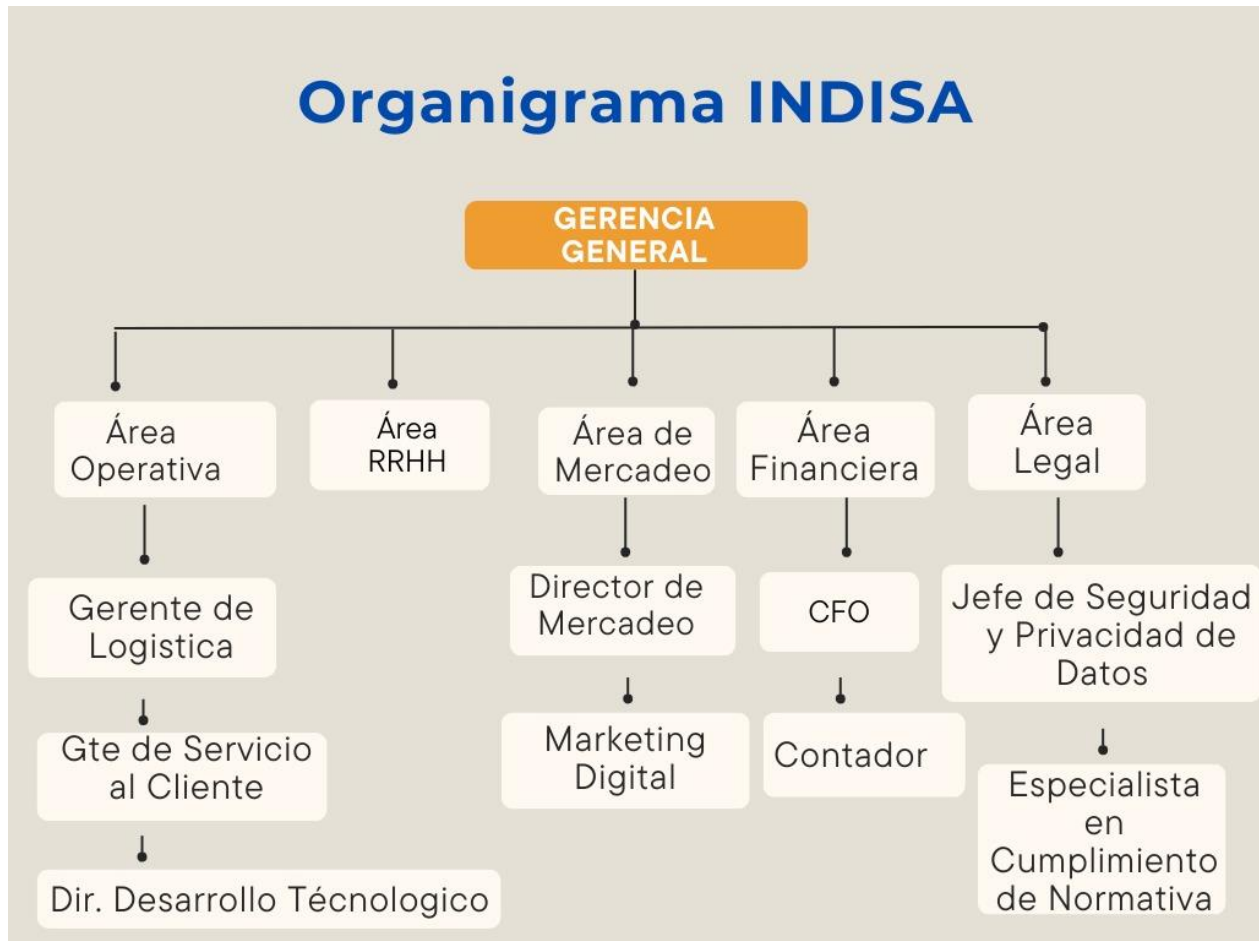 Organigrama INDISA
GERENCIA
GENERAL
Área
Operativa
Área
RRHH
Área de
Mercadeo
Área
Financiera
Área
Legal
Gerente de
Logistica
Director de
Mercadeo
CFO
Jefe de Seguridad
y Privacidad de
Datos
Gte de Servicio
al Cliente
Marketing
Digital
Contador
Especialista
en
Cumplimiento
de Normativa
Dir. Desarrollo Técnologico